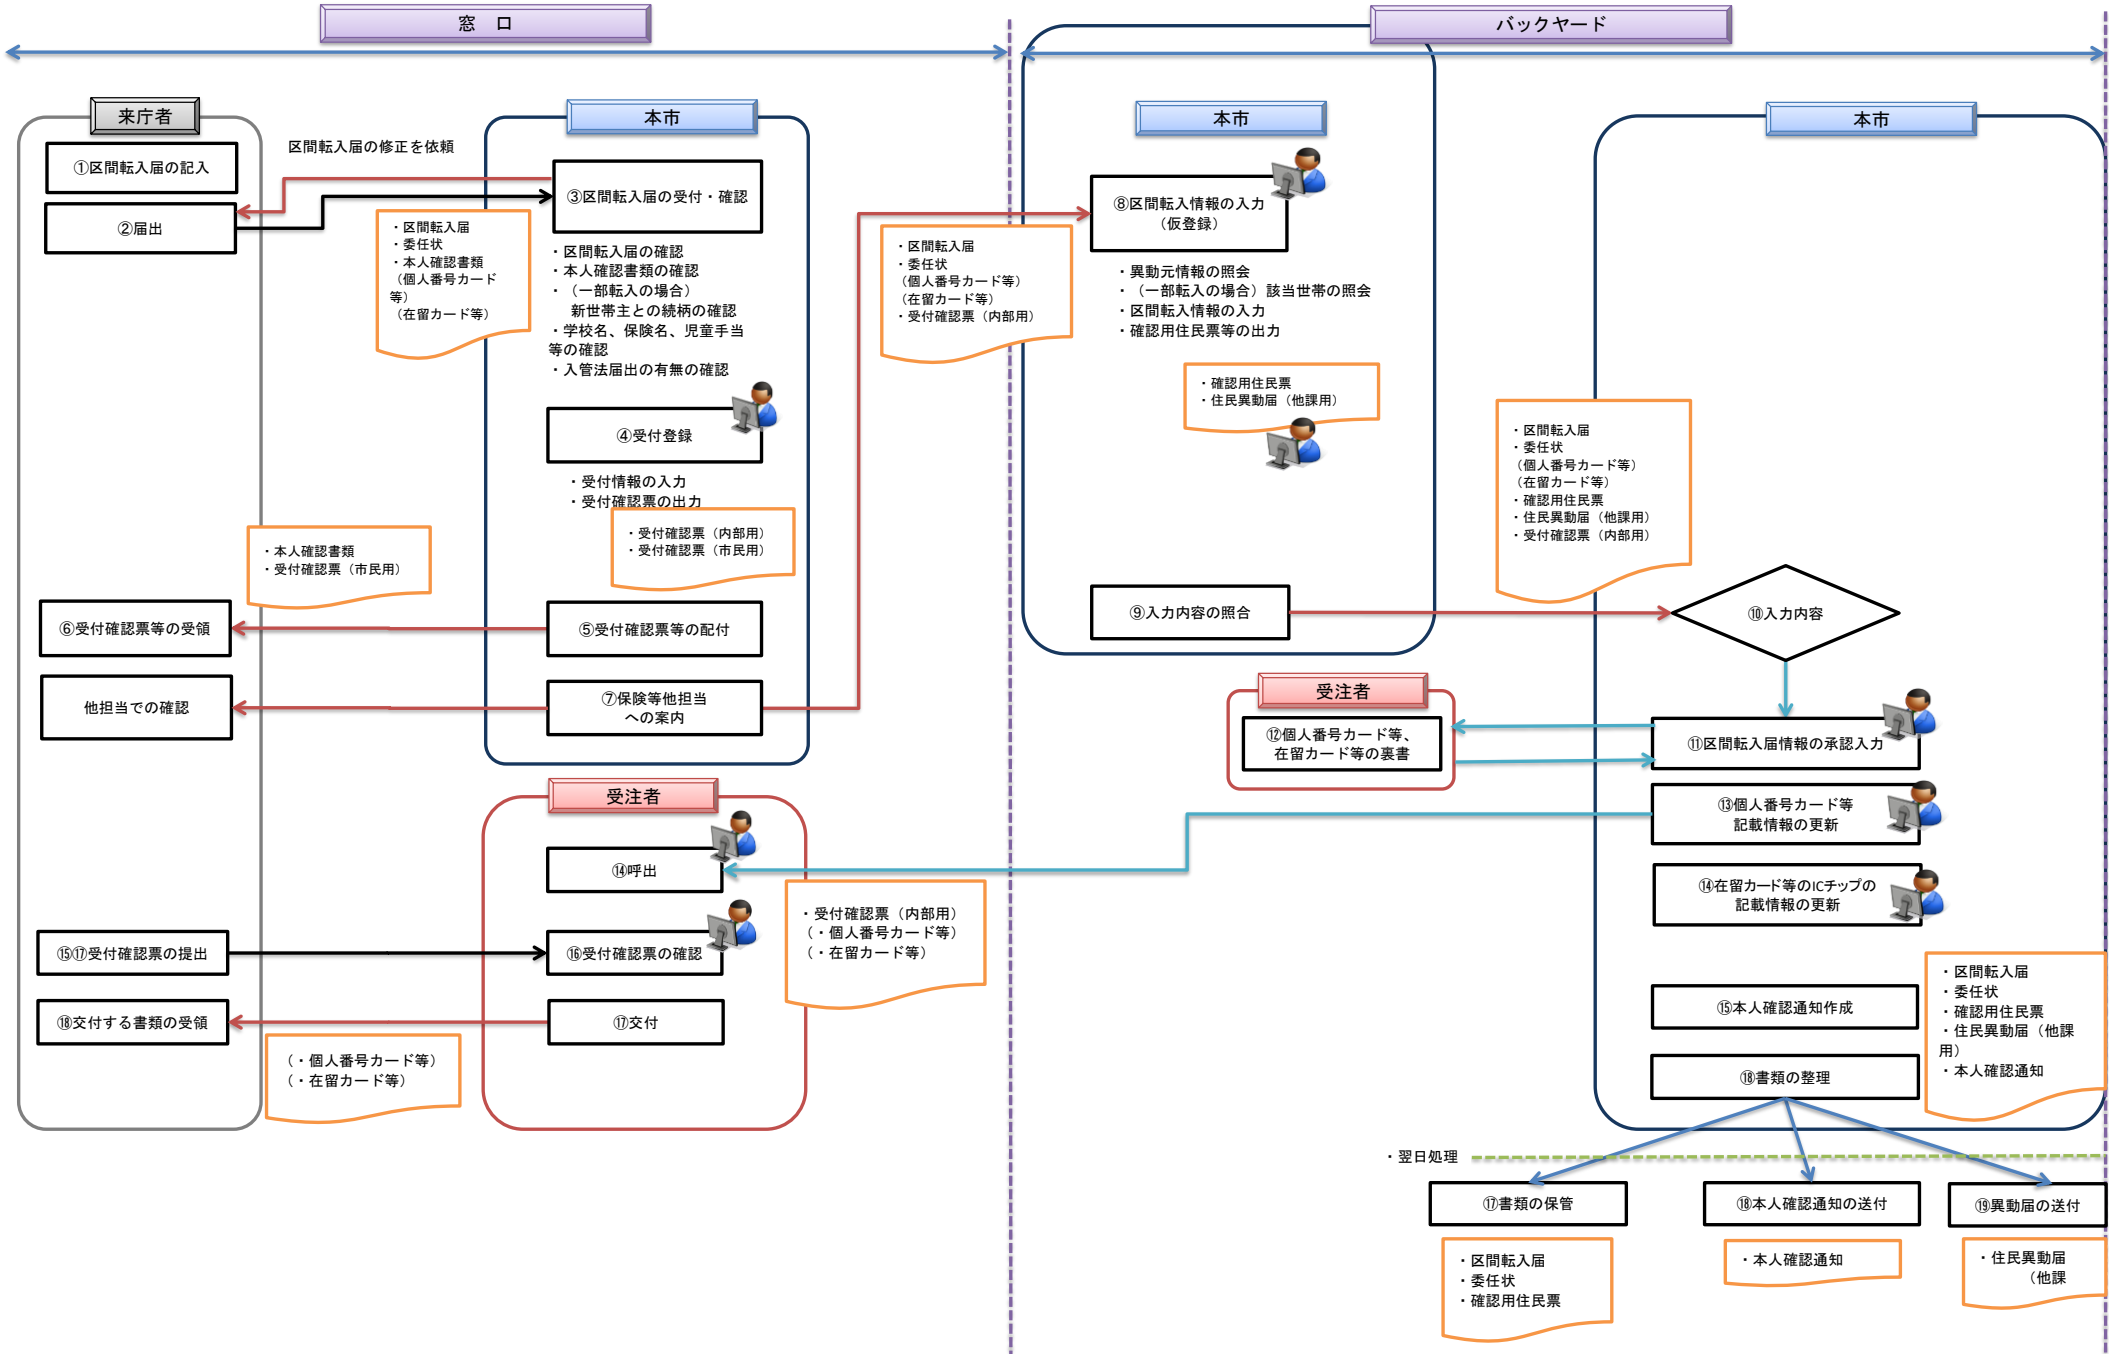 窓　口
バックヤード
来庁者
本市
本市
本市
①区間転入届の記入
区間転入届の修正を依頼
②届出
③区間転入届の受付・確認
・区間転入届
・委任状
・本人確認書類
（個人番号カード
等）
（在留カード等）
・区間転入届の確認
・本人確認書類の確認
・（一部転入の場合）
新世帯主との続柄の確認
・学校名、保険名、児童手当
等の確認
・入管法届出の有無の確認
④受付登録
・受付情報の入力
・受付確認票の出力
・受付確認票（内部用）
・受付確認票（市民用）
・本人確認書類
・受付確認票（市民用）
⑥受付確認票等の受領
⑤受付確認票等の配付
他担当での確認
⑦保険等他担当
への案内
・区間転入届
・委任状
（個人番号カード等）
（在留カード等）
・受付確認票（内部用）
⑧区間転入情報の入力
（仮登録）
・異動元情報の照会
・（一部転入の場合）該当世帯の照会
・区間転入情報の入力
・確認用住民票等の出力
・確認用住民票
・住民異動届（他課用）
⑨入力内容の照合
・区間転入届
・委任状
（個人番号カード等）
（在留カード等）
・確認用住民票
・住民異動届（他課用）
・受付確認票（内部用）
⑩入力内容
受注者
⑫個人番号カード等、
在留カード等の裏書
⑪区間転入届情報の承認入力
⑬個人番号カード等
記載情報の更新
⑭在留カード等のICチップの
記載情報の更新
受注者
⑭呼出
・受付確認票（内部用）
（・個人番号カード等）
（・在留カード等）
⑮⑰受付確認票の提出
⑯受付確認票の確認
⑱交付する書類の受領
⑰交付
（・個人番号カード等）
（・在留カード等）
⑮本人確認通知作成
⑱書類の整理
・区間転入届
・委任状
・確認用住民票
・住民異動届（他課
用）
・本人確認通知
・翌日処理
⑰書類の保管
⑱本人確認通知の送付
⑲異動届の送付
・区間転入届
・委任状
・確認用住民票
・本人確認通知
・住民異動届
（他課